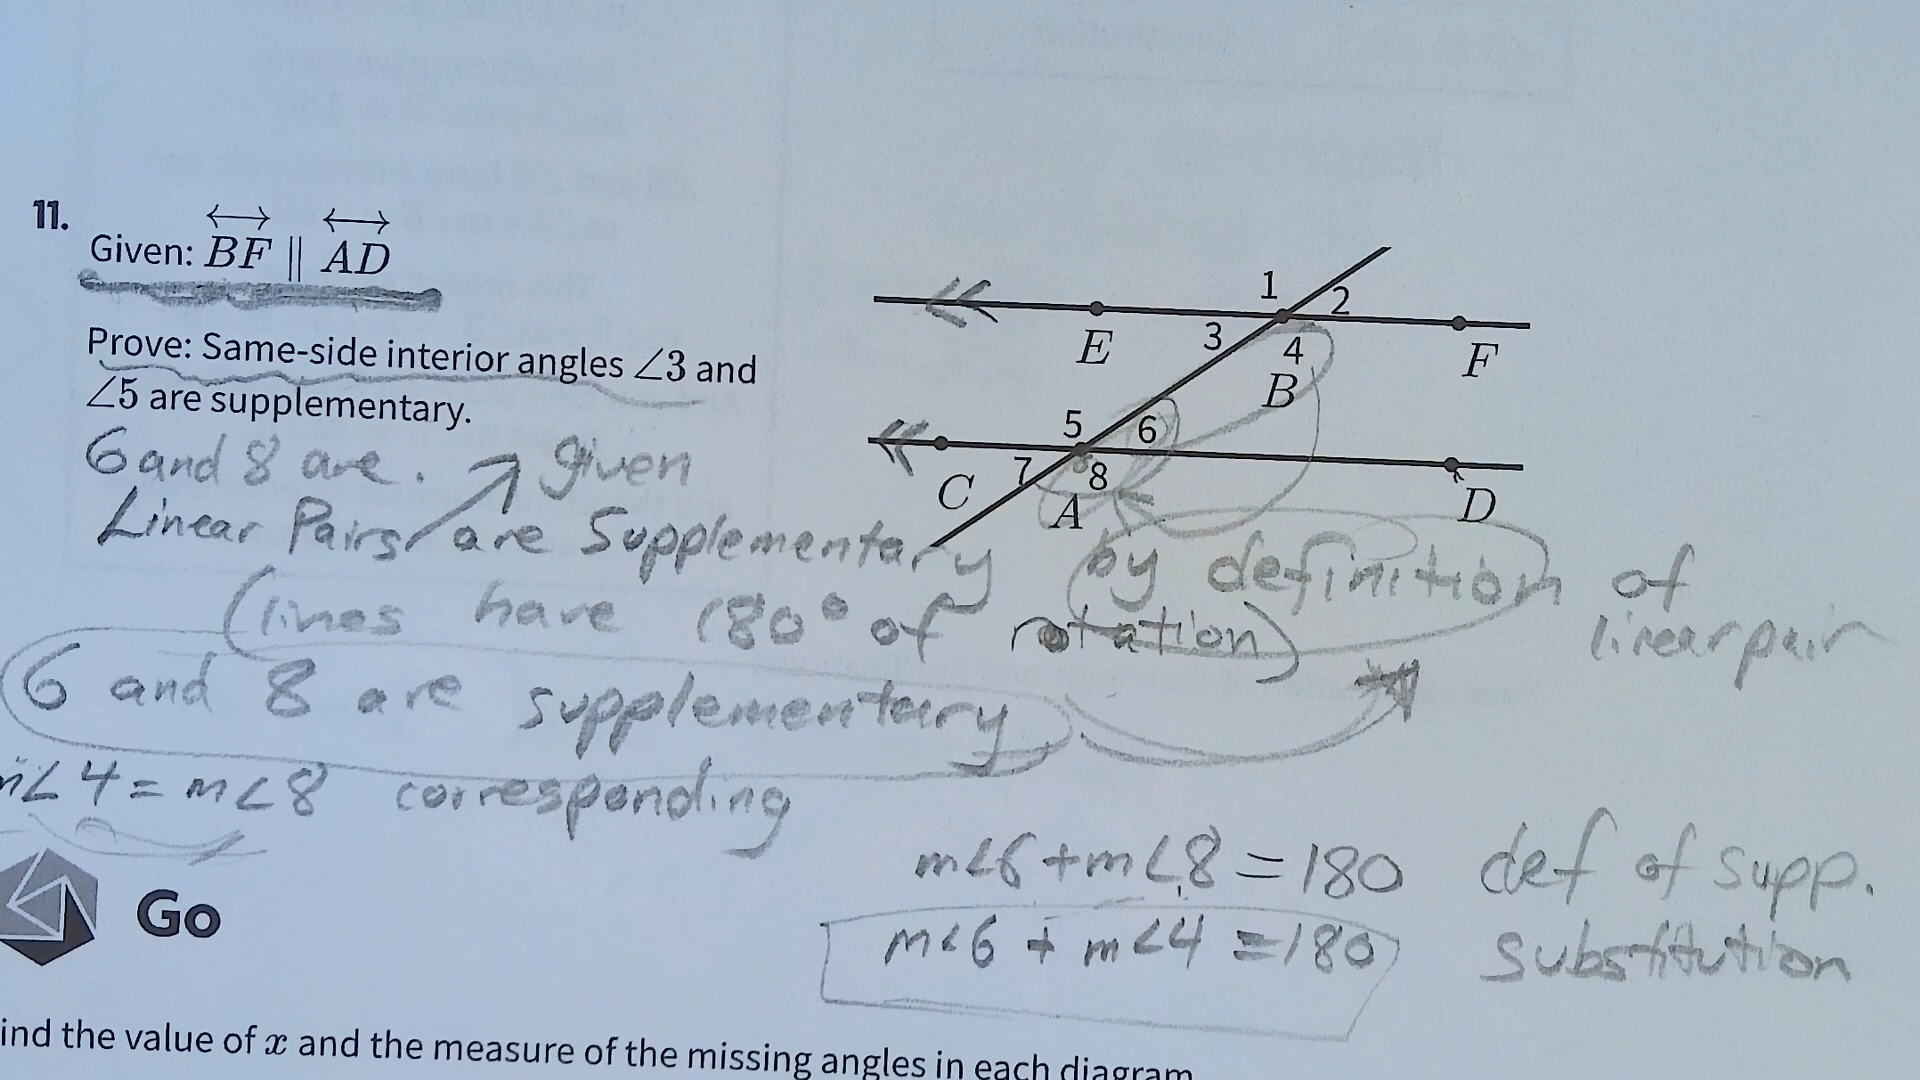 11.
Given: BF || AD
Prove: Same-side interior angles ∠3 and
∠5 are supplementary.
1
2
3
4
E
B
F
5
6
7
8
C
A
D
6 and 8 are. given
Linear Pairs are Supplementary by definition of
linear pair
(lines have 180° of rotation)
6 and 8 are supplementary
m∠4 = m∠8 corresponding
m∠6 + m∠8 = 180 def of supp.
m∠6 + m∠4 = 180 substitution
Go
ind the value of x and the measure of the missing angles in each diagram